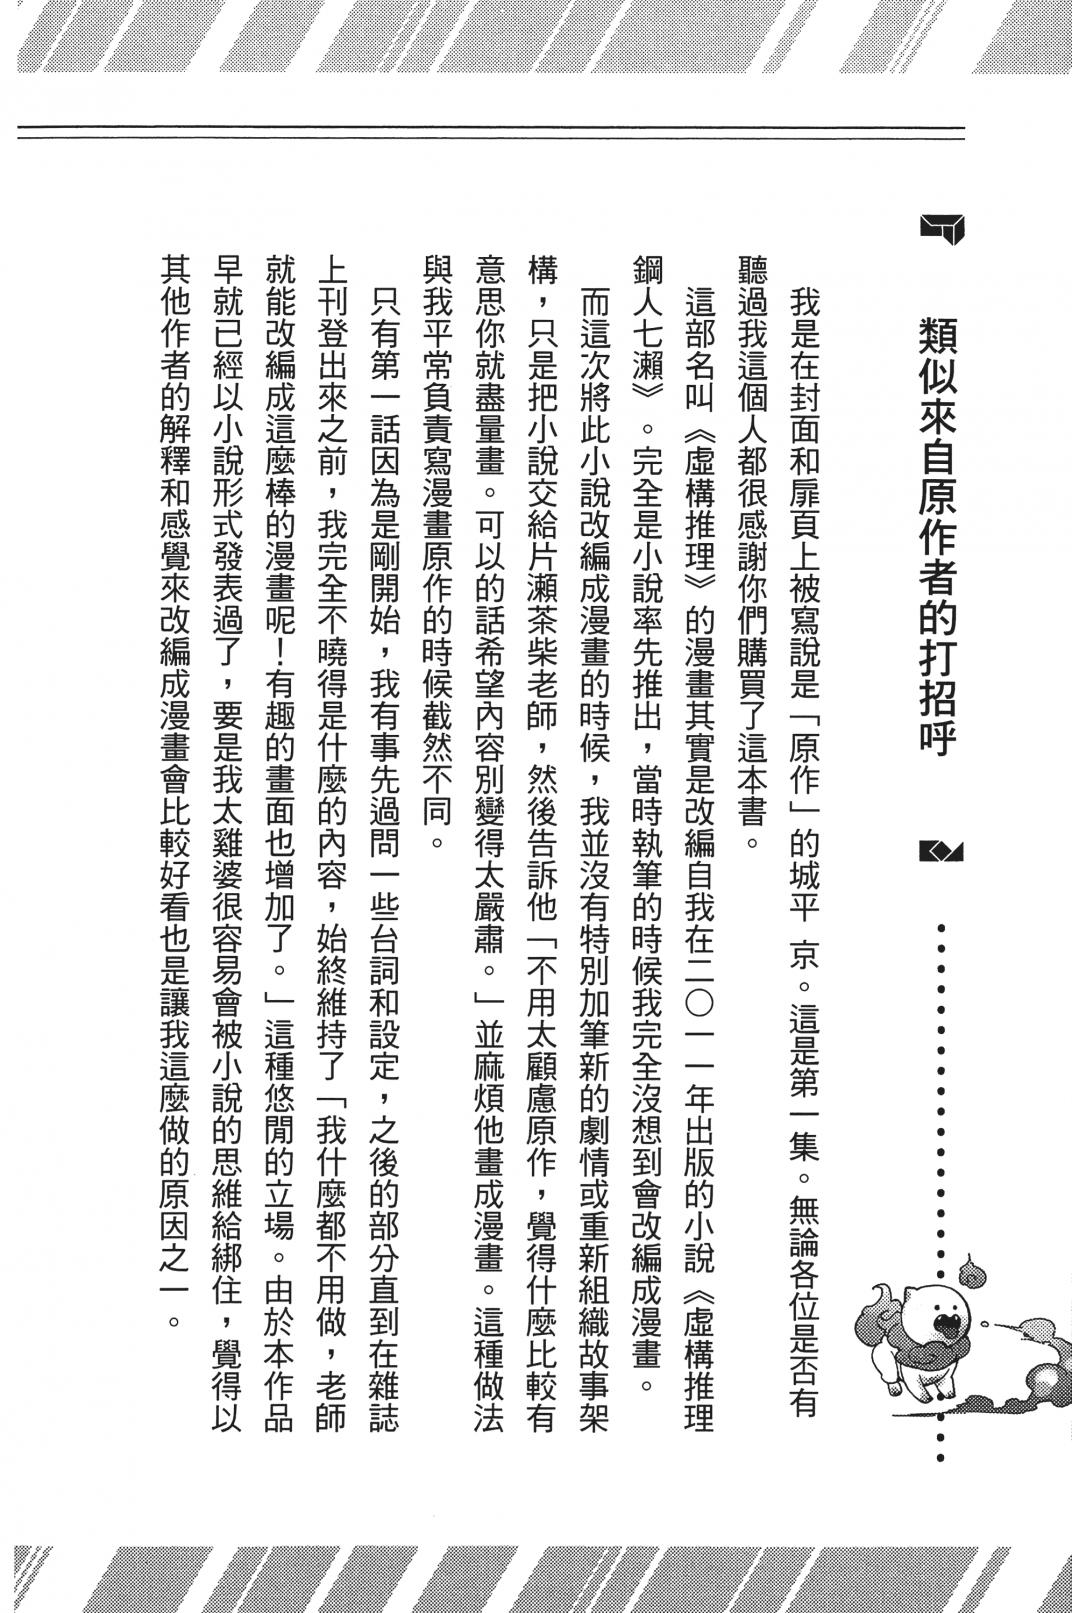 類似來自原作者的打招呼
我是在封面和扉頁上被寫說是「原作」的城平 京。這是第一集。無論各位是否有
聽過我這個人都很感謝你們購買了這本書。
這部名叫《虛構推理》的漫畫其實是改編自我在二〇一一年出版的小說《虛構推理
鋼人七瀨》。完全是小說率先推出，當時執筆的時候我完全沒想到會改編成漫畫。
而這次將此小說改編成漫畫的時候，我並沒有特別加筆新的劇情或重新組織故事架
構，只是把小說交給片瀨茶柴老師，然後告訴他「不用太顧慮原作，覺得什麼比較有
意思你就盡量畫。可以的話希望內容別變得太嚴肅。」並麻煩他畫成漫畫。這種做法
與我平常負責寫漫畫原作的時候截然不同。
只有第一話因為是剛開始，我有事先過問一些台詞和設定，之後的部分直到在雜誌
上刊登出來之前，我完全不曉得是什麼的內容，始終維持了「我什麼都不用做，老師
就能改編成這麼棒的漫畫呢！有趣的畫面也增加了。」這種悠閒的立場。由於本作品
早就已經以小說形式發表過了，要是我太雞婆很容易會被小說的思維給綁住，覺得以
其他作者的解釋和感覺來改編成漫畫會比較好看也是讓我這麼做的原因之一。